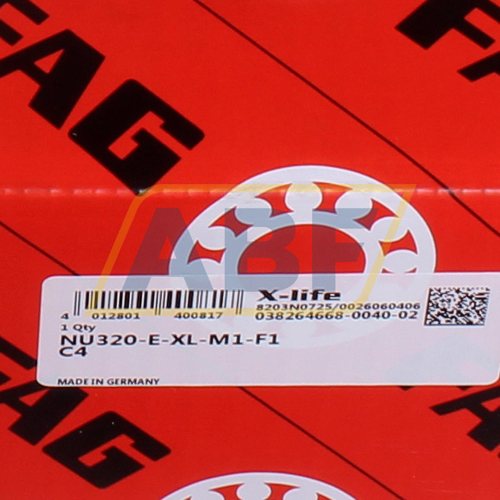 FAG
FAG
ABF
X-life
8203N0725/0026060406
4 012801 400817
038264668-0040-02
1 Qty
NU320-E-XL-M1-F1
C4
MADE IN GERMANY
FAG
FAG